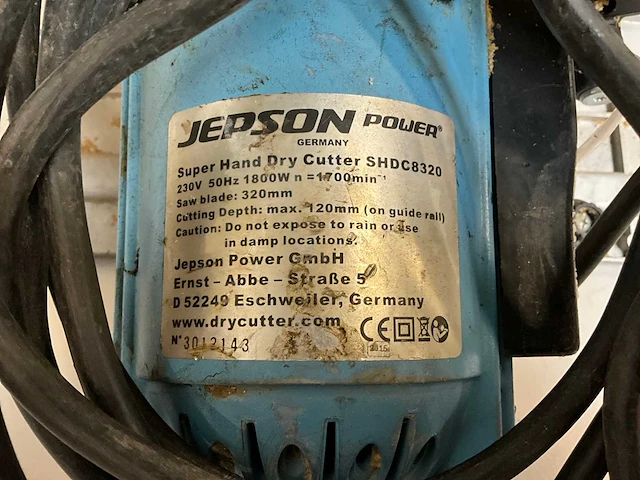 JEPSON POWER®
GERMANY
Super Hand Dry Cutter SHDC8320
230V 50Hz 1800W n =1700min⁻¹
Saw blade: 320mm
Cutting Depth: max. 120mm (on guide rail)
Caution: Do not expose to rain or use
in damp locations.
Jepson Power GmbH
Ernst - Abbe - Straße 5
D 52249 Eschweiler, Germany
www.drycutter.com
CE
N° 3012143
2015